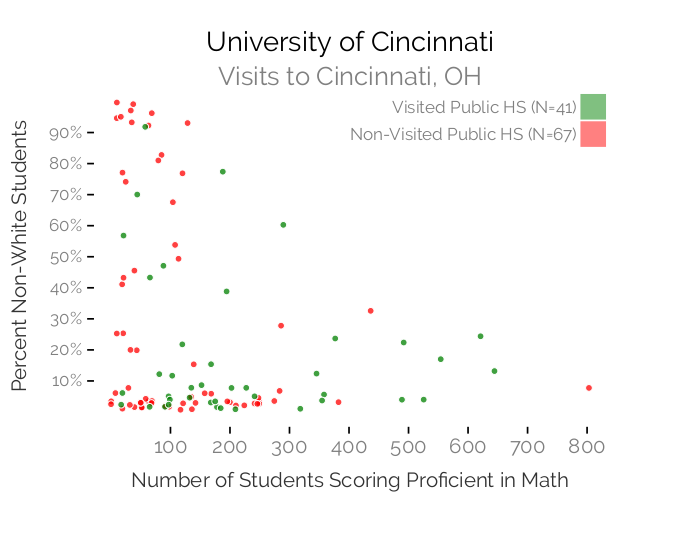 University of Cincinnati
Visits to Cincinnati, OH
Visited Public HS (N=41)
Non-Visited Public HS (N=67)
Percent Non-White Students
90%
80%
70%
60%
50%
40%
30%
20%
10%
100 200 300 400 500 600 700 800
Number of Students Scoring Proficient in Math